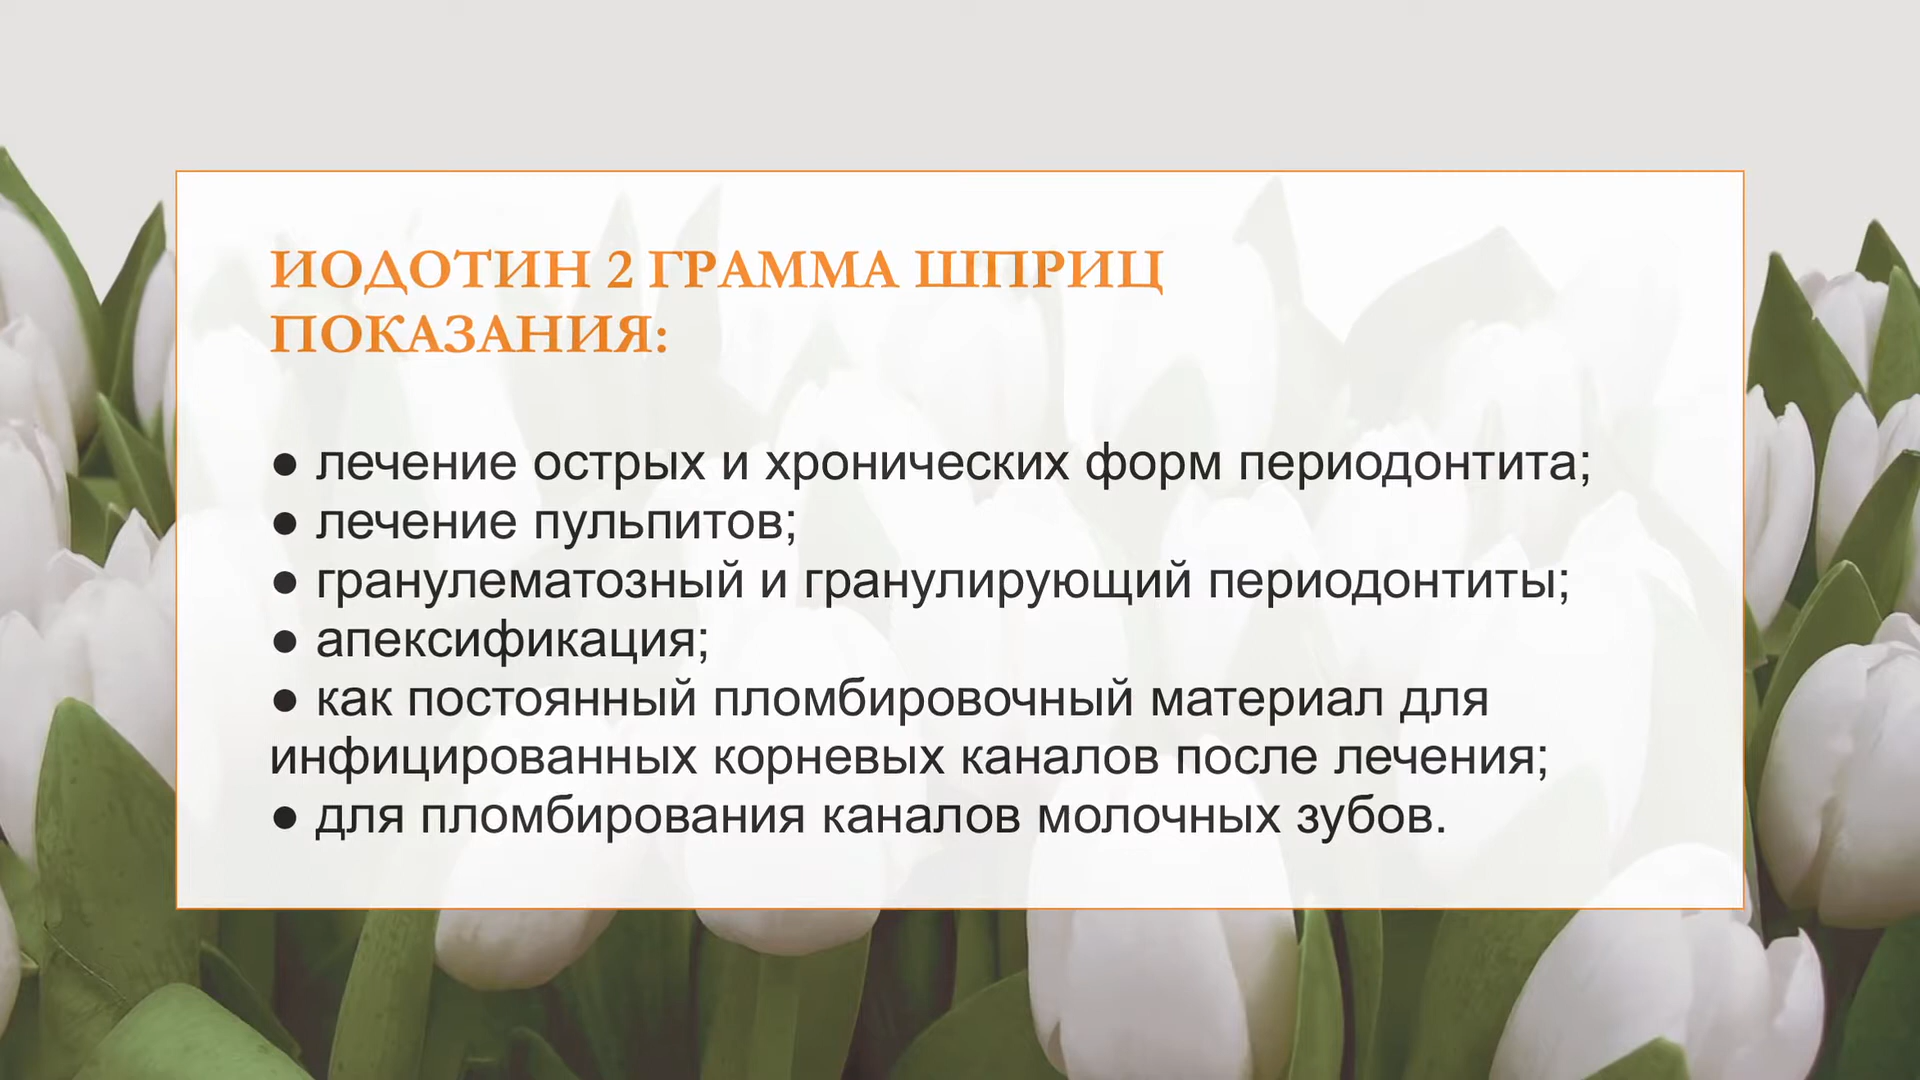 ИОДОТИН 2 ГРАММА ШПРИЦ
ПОКАЗАНИЯ:
● лечение острых и хронических форм периодонтита;
● лечение пульпитов;
● гранулематозный и гранулирующий периодонтиты;
● апексификация;
● как постоянный пломбировочный материал для
инфицированных корневых каналов после лечения;
● для пломбирования каналов молочных зубов.